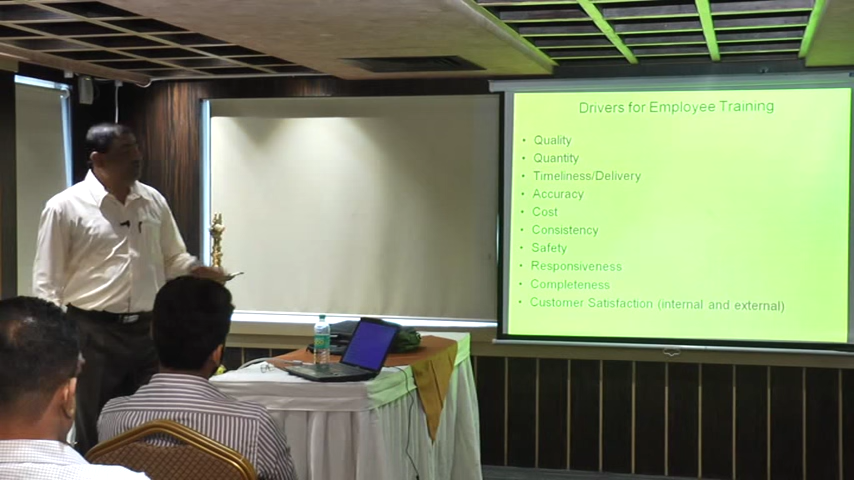 Drivers for Employee Training
• Quality
• Quantity
• Timeliness/Delivery
• Accuracy
• Cost
• Consistency
• Safety
• Responsiveness
• Completeness
• Customer Satisfaction (internal and external)